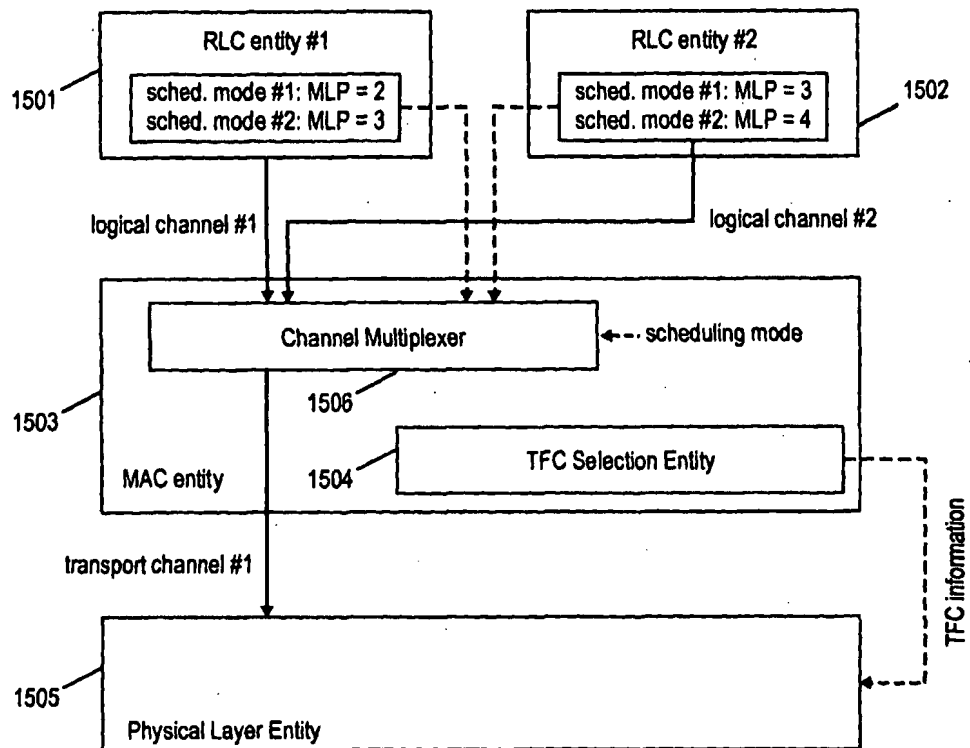 RLC entity #1
sched. mode #1: MLP = 2
sched. mode #2: MLP = 3
1501
RLC entity #2
sched. mode #1: MLP = 3
sched. mode #2: MLP = 4
1502
logical channel #1
logical channel #2
Channel Multiplexer
scheduling mode
1506
1503
MAC entity
1504
TFC Selection Entity
TFC information
transport channel #1
1505
Physical Layer Entity